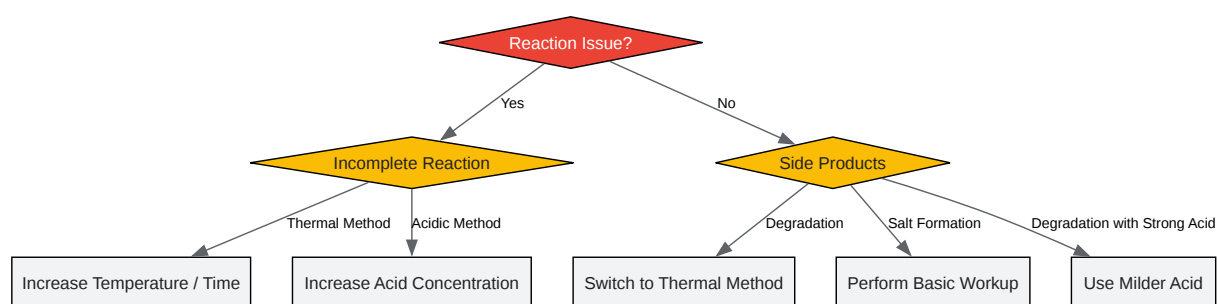 Reaction Issue?
Yes
No
Incomplete Reaction
Side Products
Thermal Method
Acidic Method
Degradation
Salt Formation
Degradation with Strong Acid
Increase Temperature / Time
Increase Acid Concentration
Switch to Thermal Method
Perform Basic Workup
Use Milder Acid